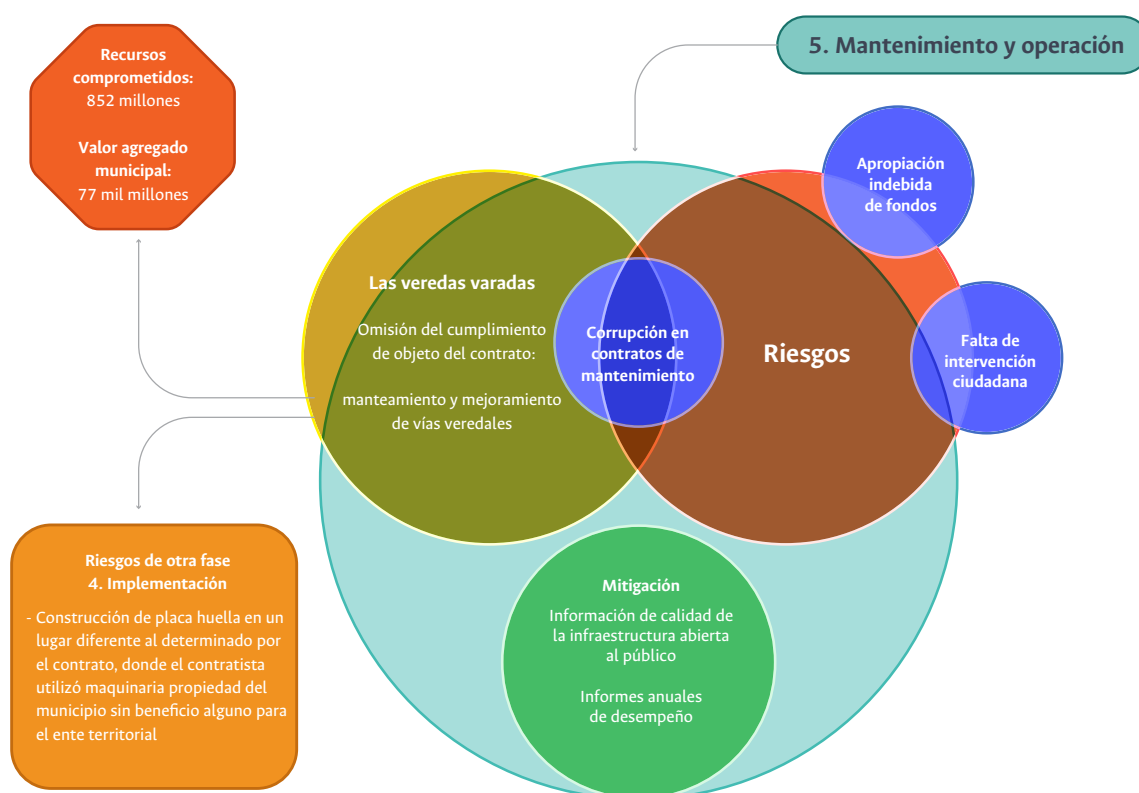 Recursos
comprometidos:
852 millones
Valor agregado
municipal:
77 mil millones
5. Mantenimiento y operación
Apropiación
indebida
de fondos
Las veredas varadas
Omisión del cumplimiento
de objeto del contrato:
manteamiento y mejoramiento
de vías veredales
Corrupción en
contratos de
mantenimiento
Riesgos
Falta de
intervención
ciudadana
Riesgos de otra fase
4. Implementación
- Construcción de placa huella en un
lugar diferente al determinado por
el contrato, donde el contratista
utilizó maquinaria propiedad del
municipio sin beneficio alguno para
el ente territorial
Mitigación
Información de calidad de
la infraestructura abierta
al público
Informes anuales
de desempeño